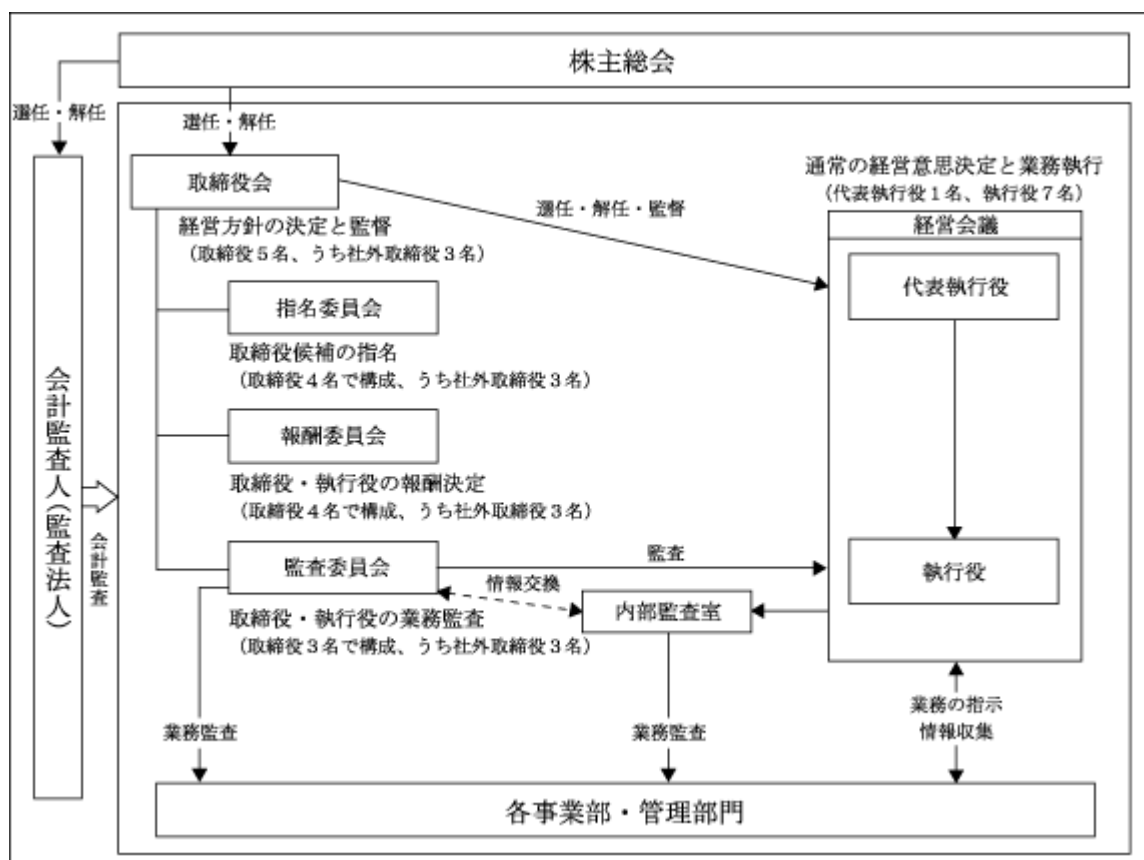 株主総会
選任・解任
選任・解任
取締役会
経営方針の決定と監督
（取締役５名、うち社外取締役３名）
選任・解任・監督
通常の経営意思決定と業務執行
（代表執行役１名、執行役７名）
経営会議
代表執行役
指名委員会
取締役候補の指名
（取締役４名で構成、うち社外取締役３名）
報酬委員会
取締役・執行役の報酬決定
（取締役４名で構成、うち社外取締役３名）
会計監査人（監査法人）
会計監査
監査委員会
監査
執行役
情報交換
内部監査室
取締役・執行役の業務監査
（取締役３名で構成、うち社外取締役３名）
業務監査
業務監査
業務の指示
情報収集
各事業部・管理部門